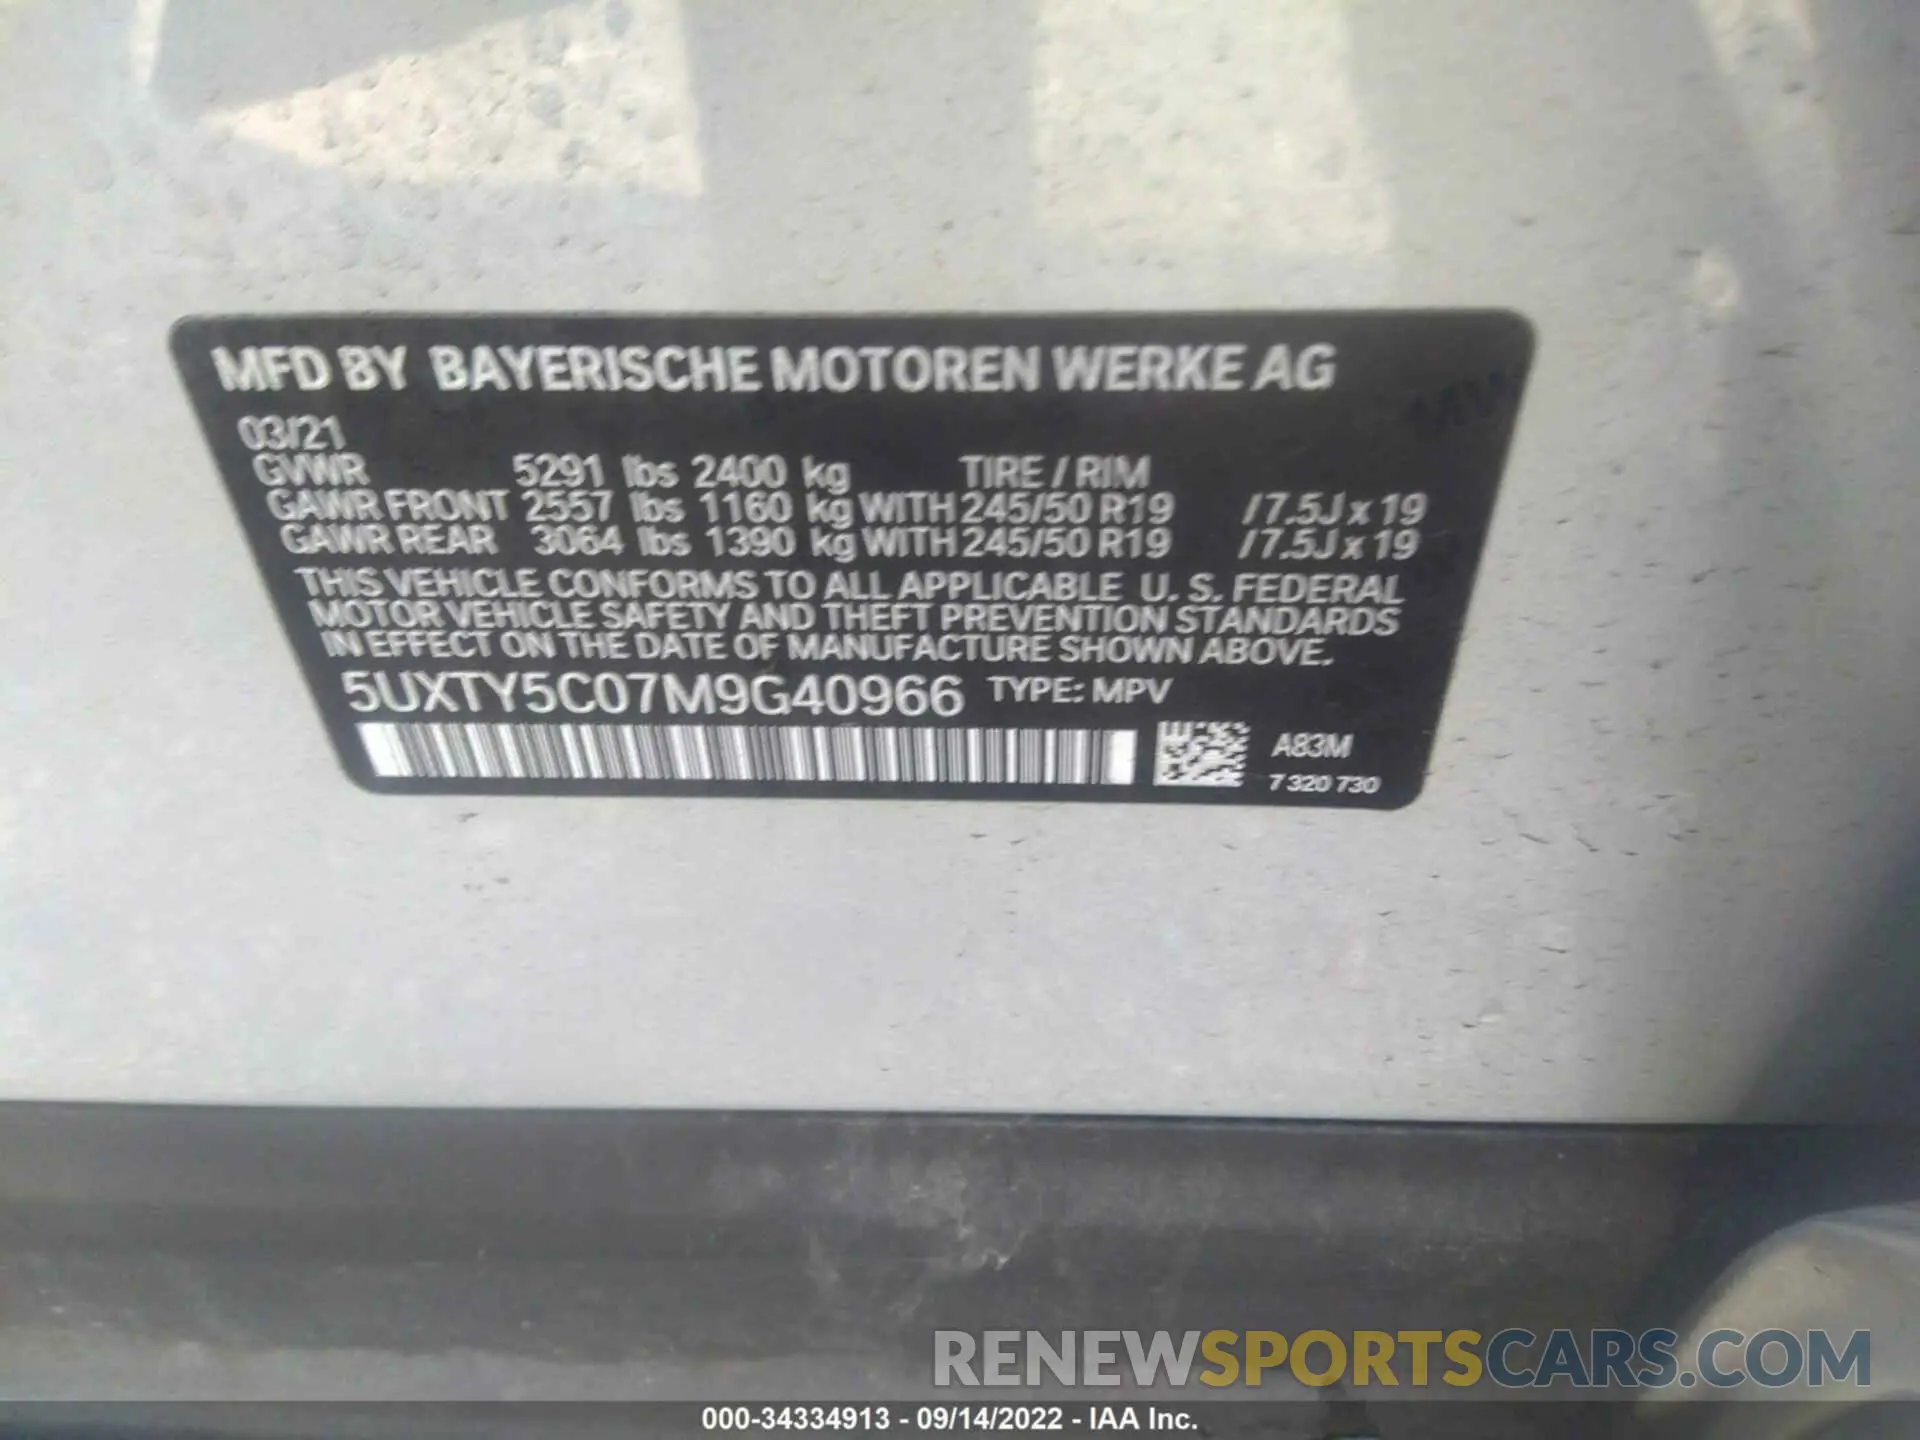 MFD BY BAYERISCHE MOTOREN WERKE AG
03/21
GVWR 5291 lbs 2400 kg TIRE / RIM
GAWR FRONT 2557 lbs 1160 kg WITH 245/50 R19 / 7.5J x 19
GAWR REAR 3064 lbs 1390 kg WITH 245/50 R19 / 7.5J x 19
THIS VEHICLE CONFORMS TO ALL APPLICABLE U. S. FEDERAL
MOTOR VEHICLE SAFETY AND THEFT PREVENTION STANDARDS
IN EFFECT ON THE DATE OF MANUFACTURE SHOWN ABOVE.
5UXTY5C07M9G40966 TYPE: MPV
A83M
7 320 730
RENEWSPORTSCARS.COM
000-34334913 - 09/14/2022 - IAA Inc.